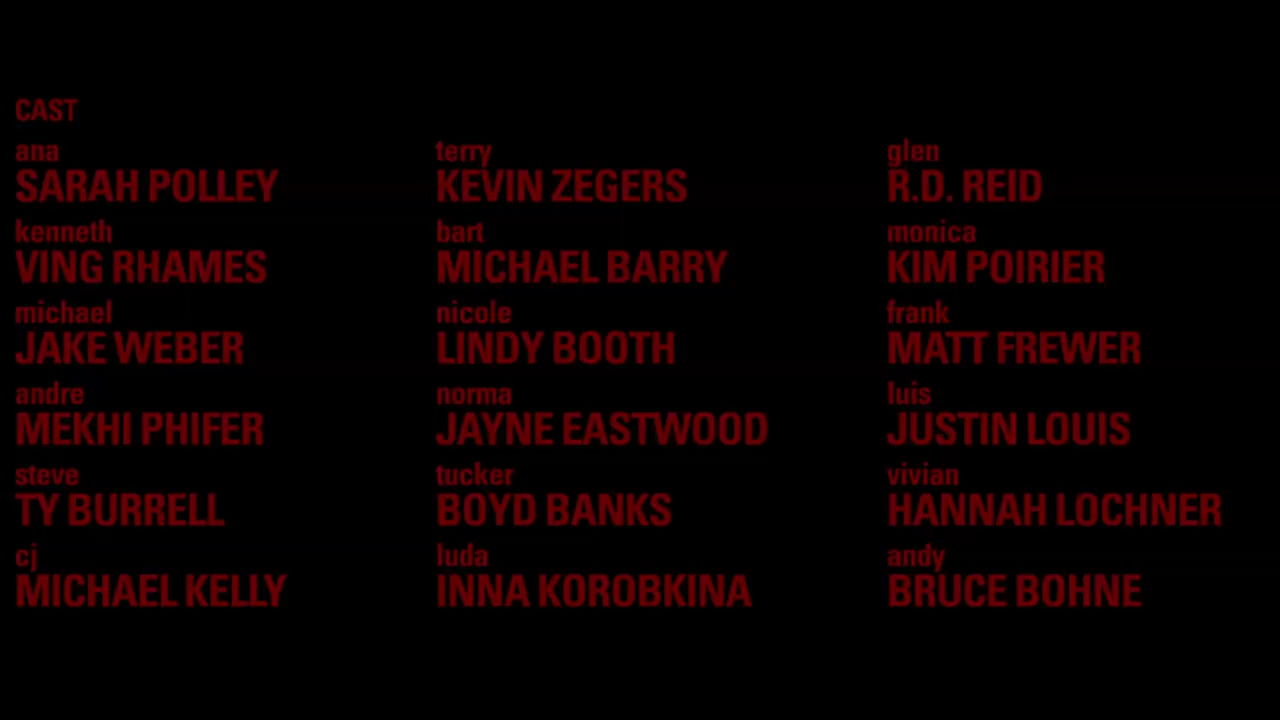 CAST
ana
SARAH POLLEY
kenneth
VING RHAMES
michael
JAKE WEBER
andre
MEKHI PHIFER
steve
TY BURRELL
cj
MICHAEL KELLY
terry
KEVIN ZEGERS
bart
MICHAEL BARRY
nicole
LINDY BOOTH
norma
JAYNE EASTWOOD
tucker
BOYD BANKS
luda
INNA KOROBKINA
glen
R.D. REID
monica
KIM POIRIER
frank
MATT FREWER
luis
JUSTIN LOUIS
vivian
HANNAH LOCHNER
andy
BRUCE BOHNE